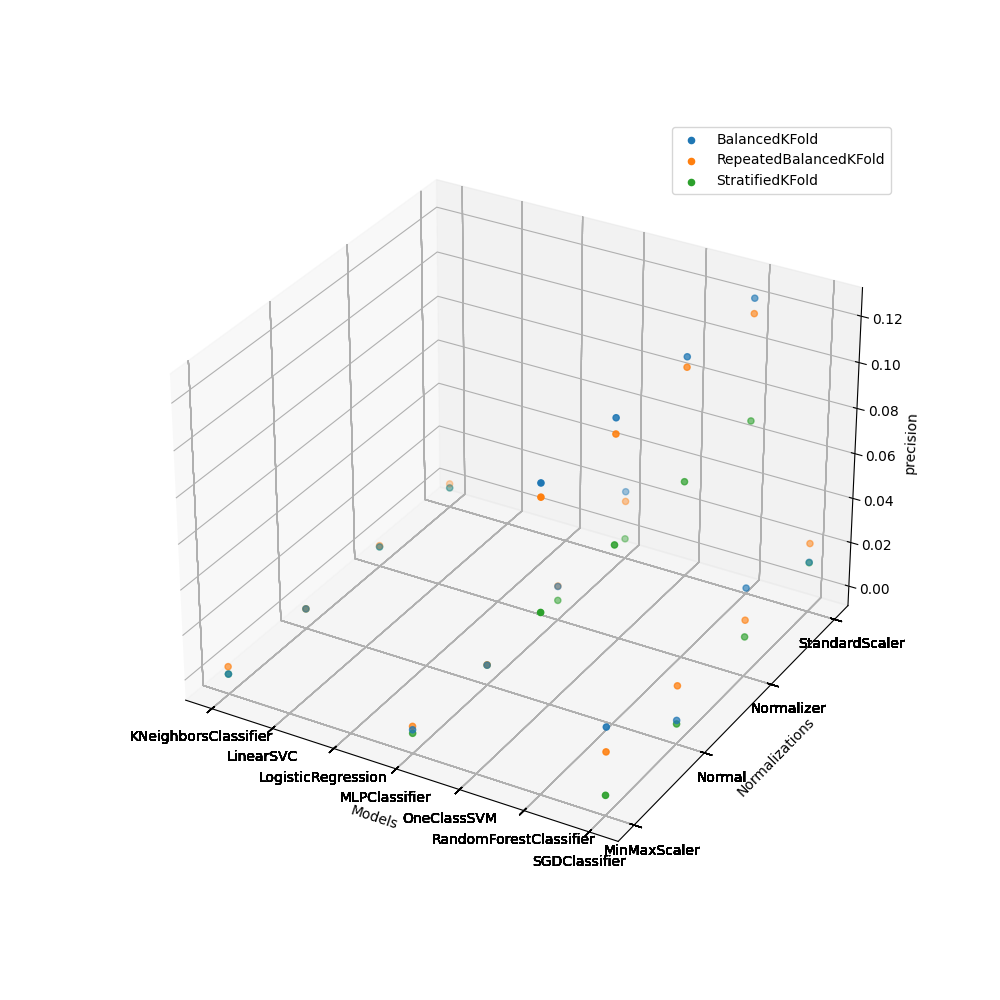 BalancedKFold
RepeatedBalancedKFold
StratifiedKFold
0.12
0.10
0.08
0.06
0.04
0.02
0.00
precision
StandardScaler
Normalizer
Normal
MinMaxScaler
Normalizations
KNeighborsClassifier
LinearSVC
LogisticRegression
MLPClassifier
OneClassSVM
RandomForestClassifier
SGDClassifier
Models